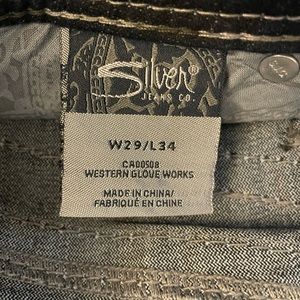 Silver®
JEANS CO.
W29/L34
CA00508
WESTERN GLOVE WORKS
MADE IN CHINA/
FABRIQUÉ EN CHINE